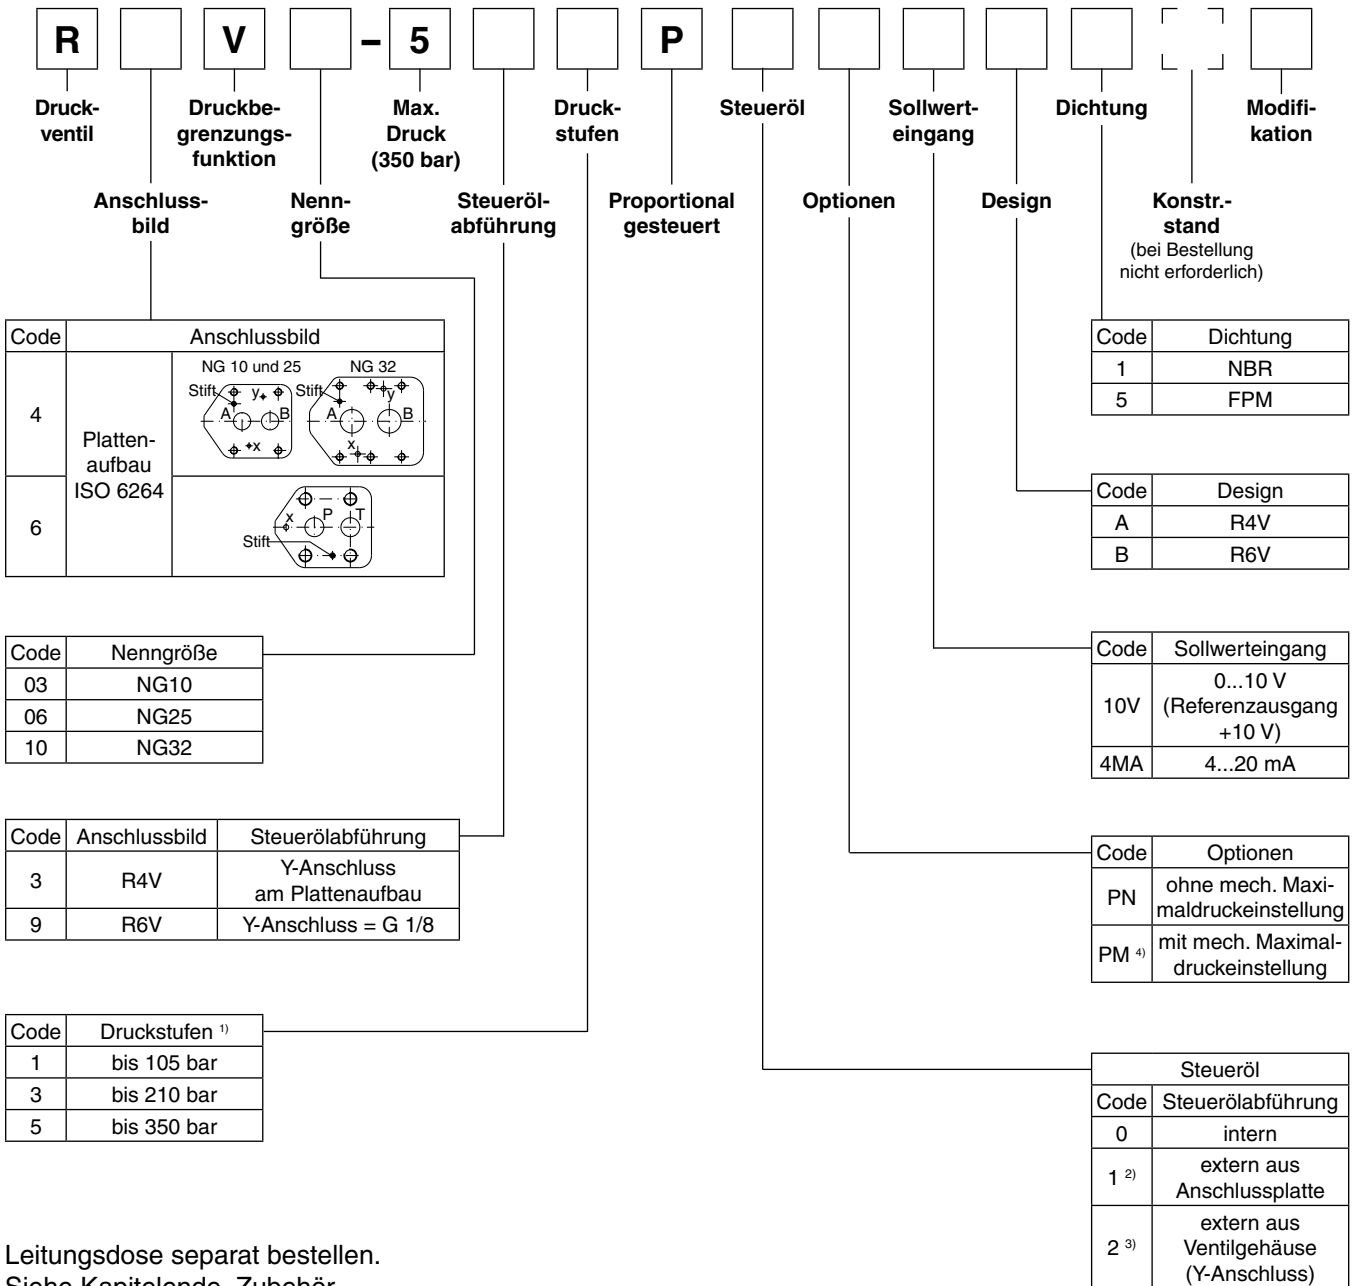 R V – 5 P
Druck-
ventil
Druckbe-
grenzungs-
funktion
Max.
Druck
(350 bar)
Druck-
stufen
Steueröl
Sollwert-
eingang
Dichtung
Modifi-
kation
Anschluss-
bild
Nenn-
größe
Steueröl-
abführung
Proportional
gesteuert
Optionen
Design
Konstr.-
stand
(bei Bestellung
nicht erforderlich)
Code Anschlussbild
4
6
Platten-
aufbau
ISO 6264
NG 10 und 25 NG 32
Stift y Stift y
A B A B
x x
x P T
Stift
Code Nenngröße
03 NG10
06 NG25
10 NG32
Code Anschlussbild Steuerölabführung
3 R4V Y-Anschluss
am Plattenaufbau
9 R6V Y-Anschluss = G 1/8
Code Druckstufen 1)
1 bis 105 bar
3 bis 210 bar
5 bis 350 bar
Code Dichtung
1 NBR
5 FPM
Code Design
A R4V
B R6V
Code Sollwerteingang
10V 0...10 V
(Referenzausgang
+10 V)
4MA 4...20 mA
Code Optionen
PN ohne mech. Maxi-
maldruckeinstellung
PM 4) mit mech. Maximal-
druckeinstellung
Steueröl
Code Steuerölabführung
0 intern
1 2) extern aus
Anschlussplatte
2 3) extern aus
Ventilgehäuse
(Y-Anschluss)
Leitungsdose separat bestellen.
Siehe Kapitelende, Zubehör